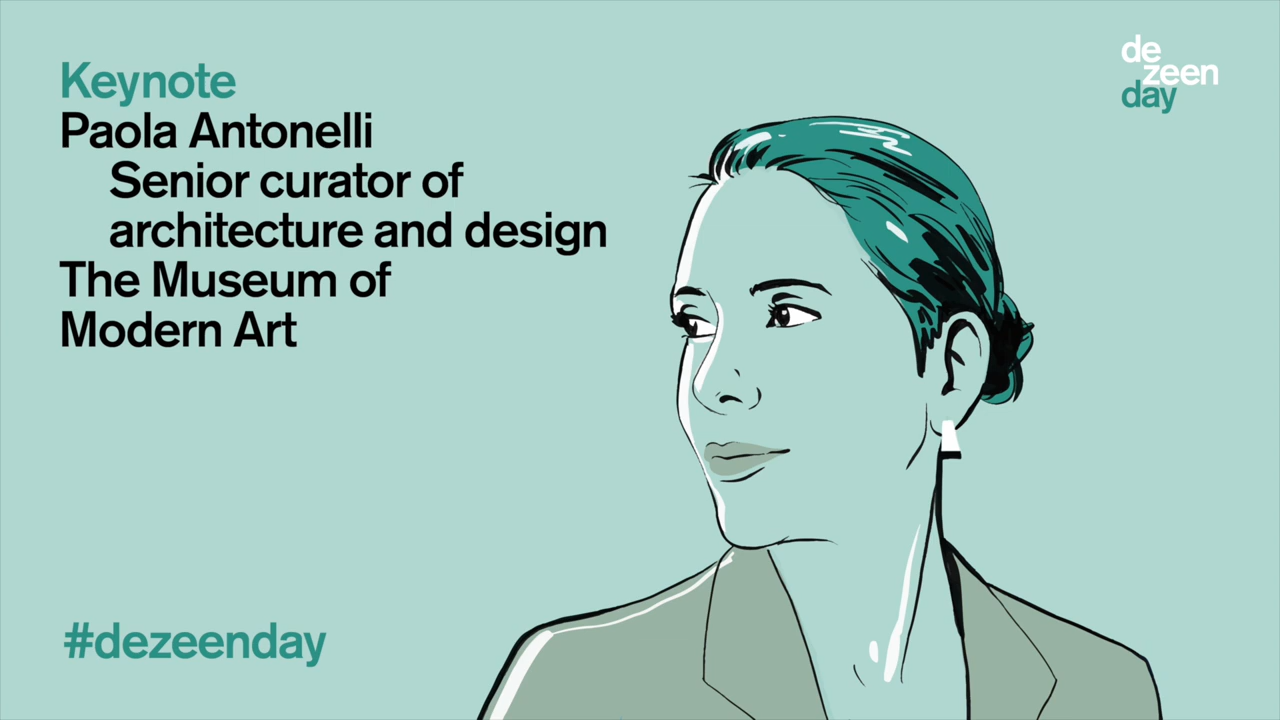 Keynote
Paola Antonelli
Senior curator of
architecture and design
The Museum of
Modern Art
de
zeen
day
#dezeenday